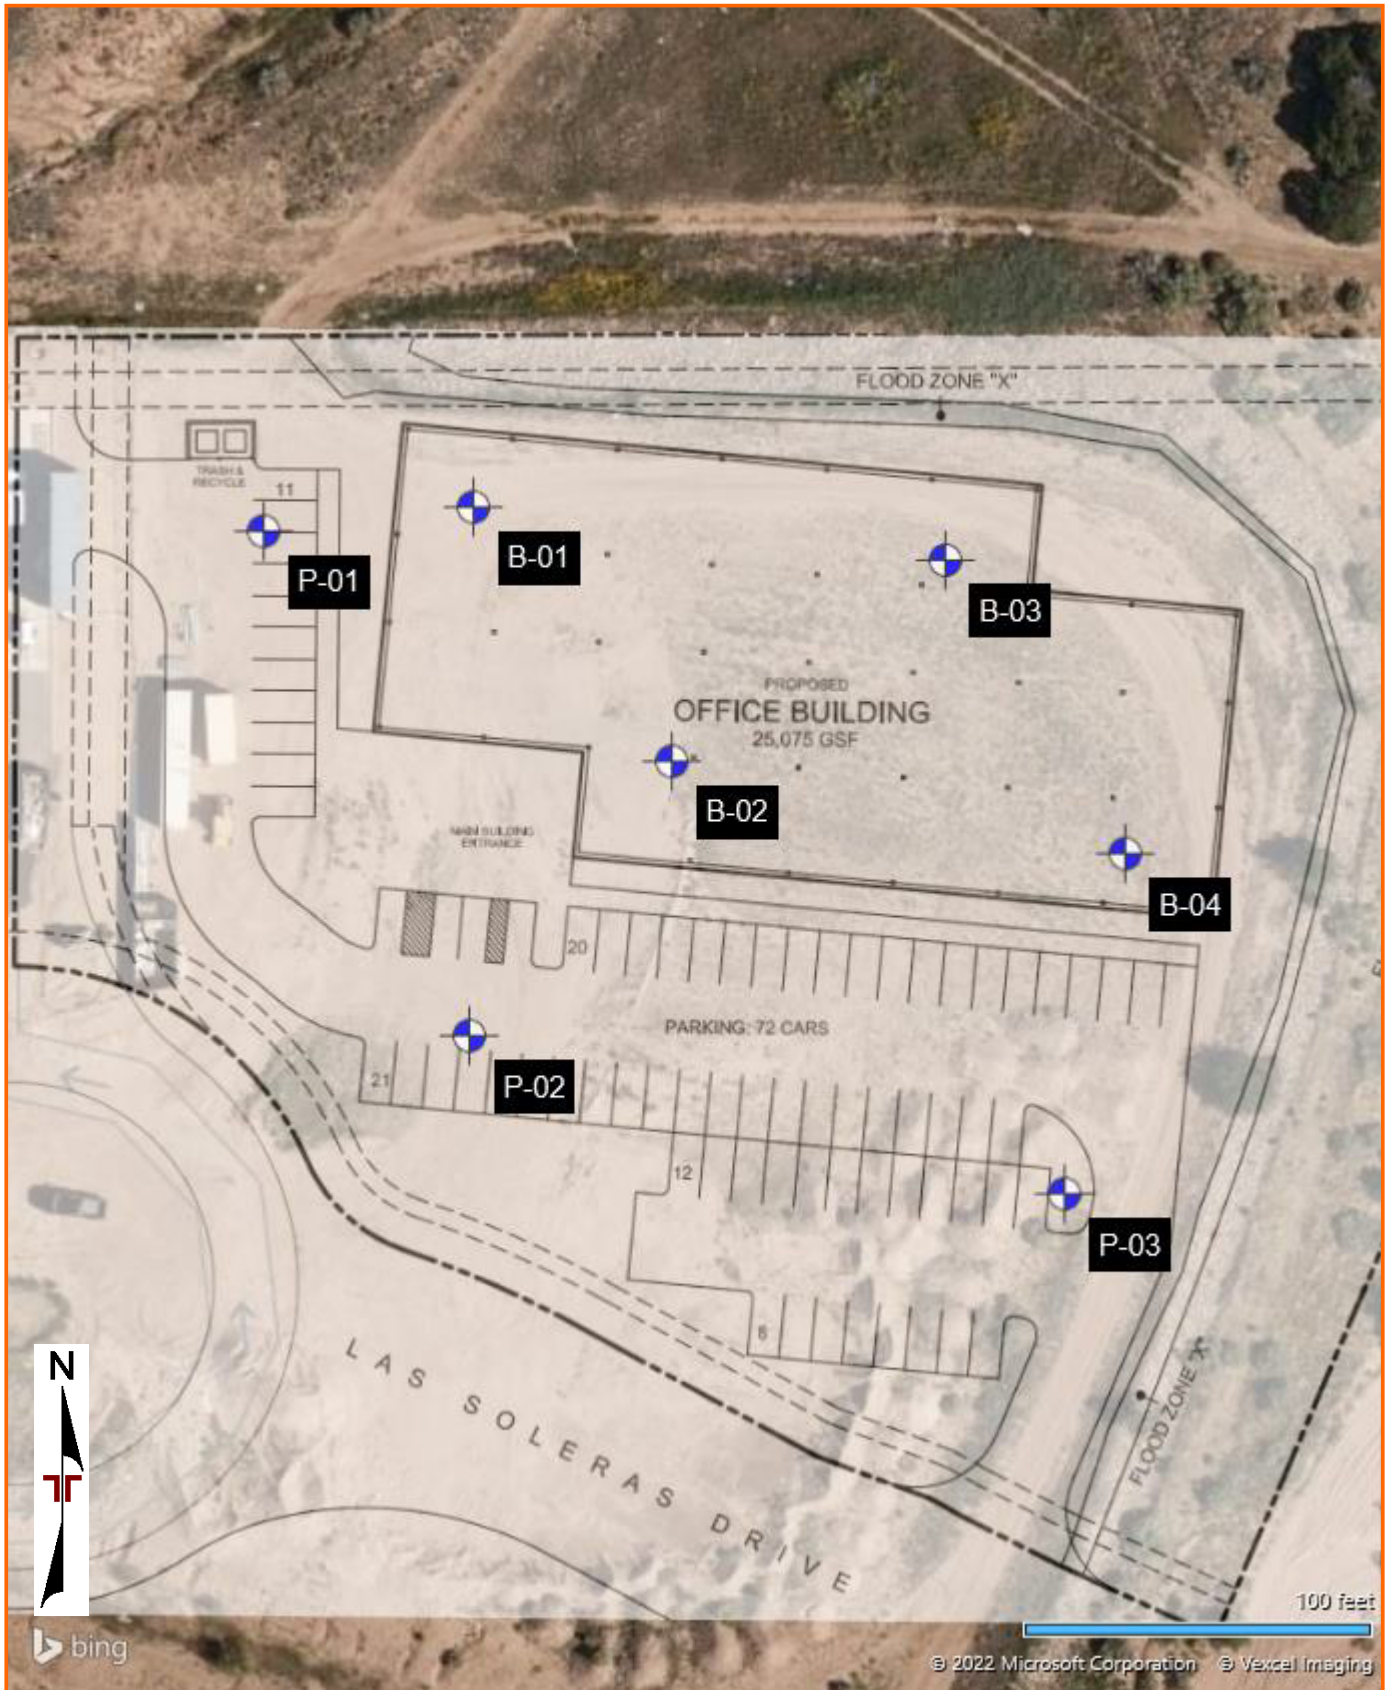 FLOOD ZONE "X"
TRASH &
RECYCLE
11
B-01
P-01
B-03
PROPOSED
OFFICE BUILDING
25,075 GSF
B-02
MAIN BUILDING
ENTRANCE
B-04
20
PARKING: 72 CARS
21
P-02
12
P-03
8
FLOOD ZONE "X"
LAS SOLERAS DRIVE
N
100 feet
bing
© 2022 Microsoft Corporation © Vexcel Imaging